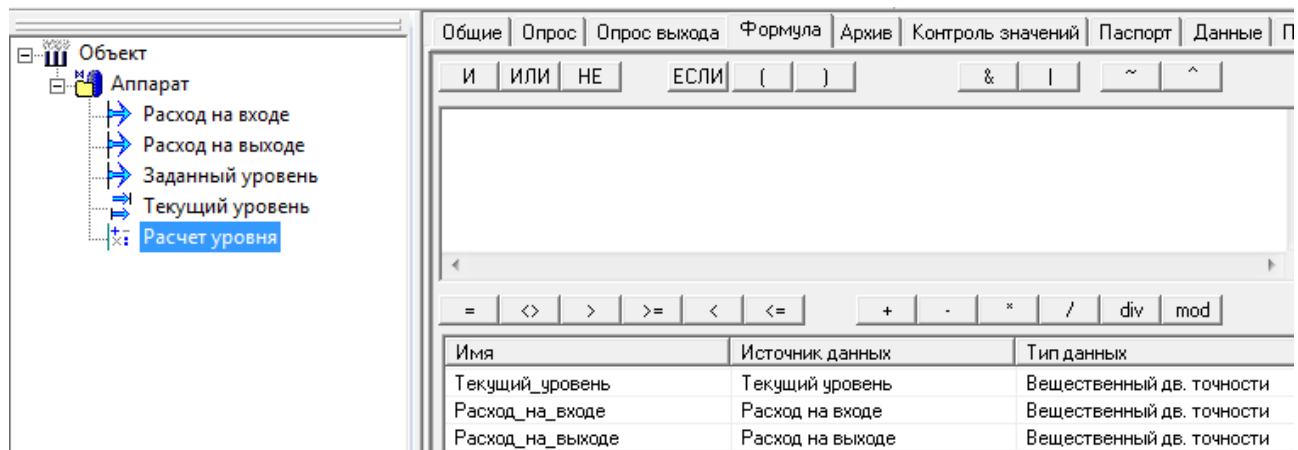 Объект
Аппарат
Расход на входе
Расход на выходе
Заданный уровень
Текущий уровень
Расчет уровня
Общие Опрос Опрос выхода Формула Архив Контроль значений Паспорт Данные П
И ИЛИ НЕ ЕСЛИ ( ) & | ~ ^
= <> > >= < <= + - * / div mod
Имя Источник данных Тип данных
Текущий_уровень Текущий уровень Вещественный дв. точности
Расход_на_входе Расход на входе Вещественный дв. точности
Расход_на_выходе Расход на выходе Вещественный дв. точности